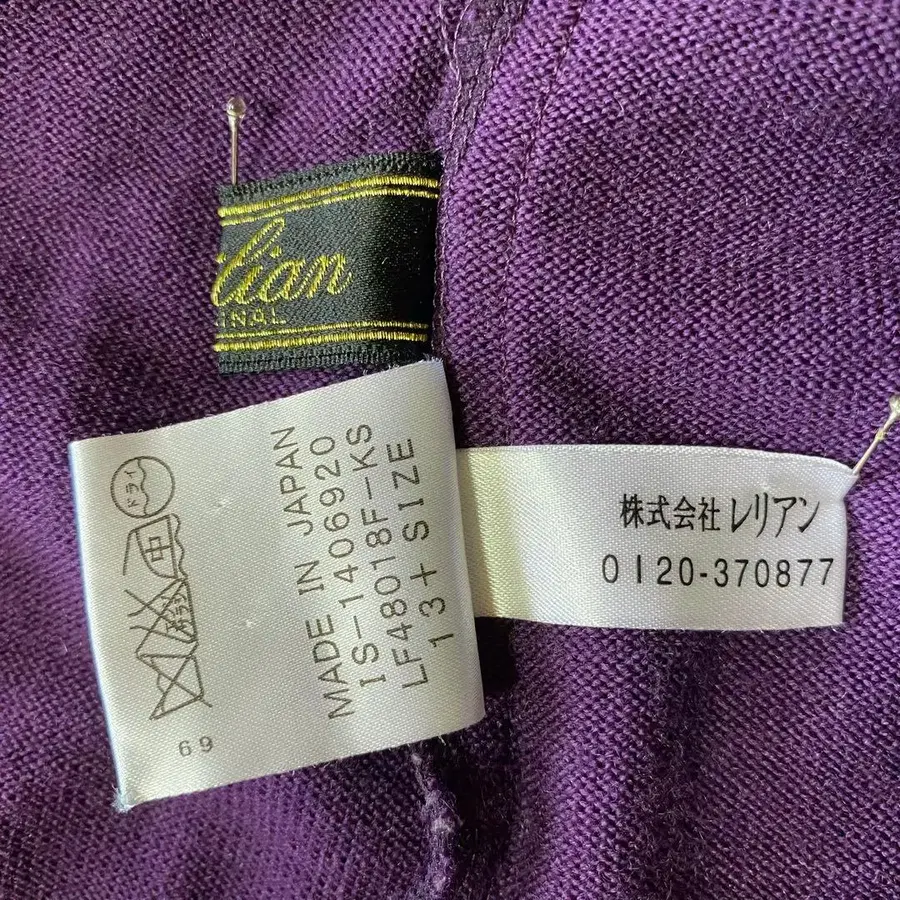 lian
INAL
MADE IN JAPAN
IS-1406920
LF48018F-KS
13+ SIZE
ドライ
中
69
株式会社 レリアン
0120-370877